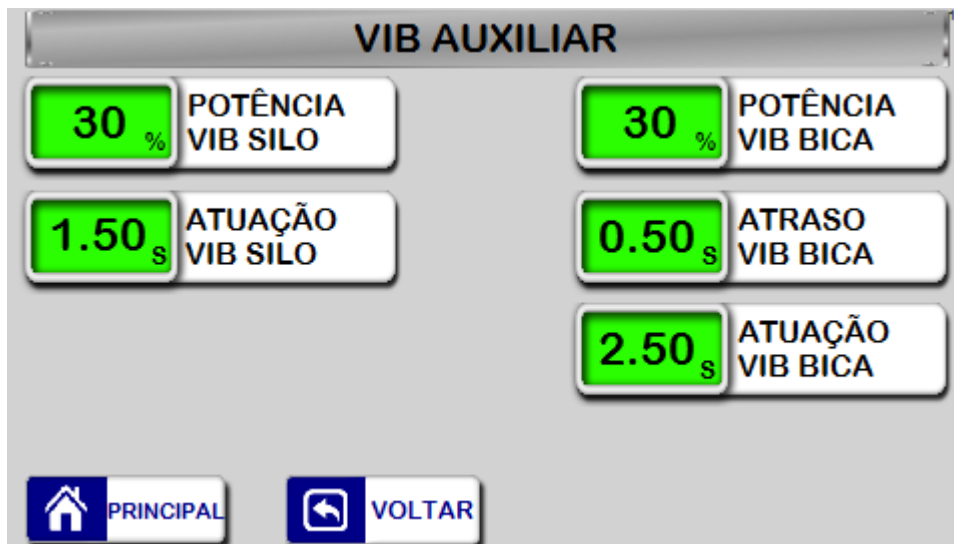 VIB AUXILIAR
30 %
POTÊNCIA
VIB SILO
1.50 s
ATUAÇÃO
VIB SILO
30 %
POTÊNCIA
VIB BICA
0.50 s
ATRASO
VIB BICA
2.50 s
ATUAÇÃO
VIB BICA
PRINCIPAL
VOLTAR